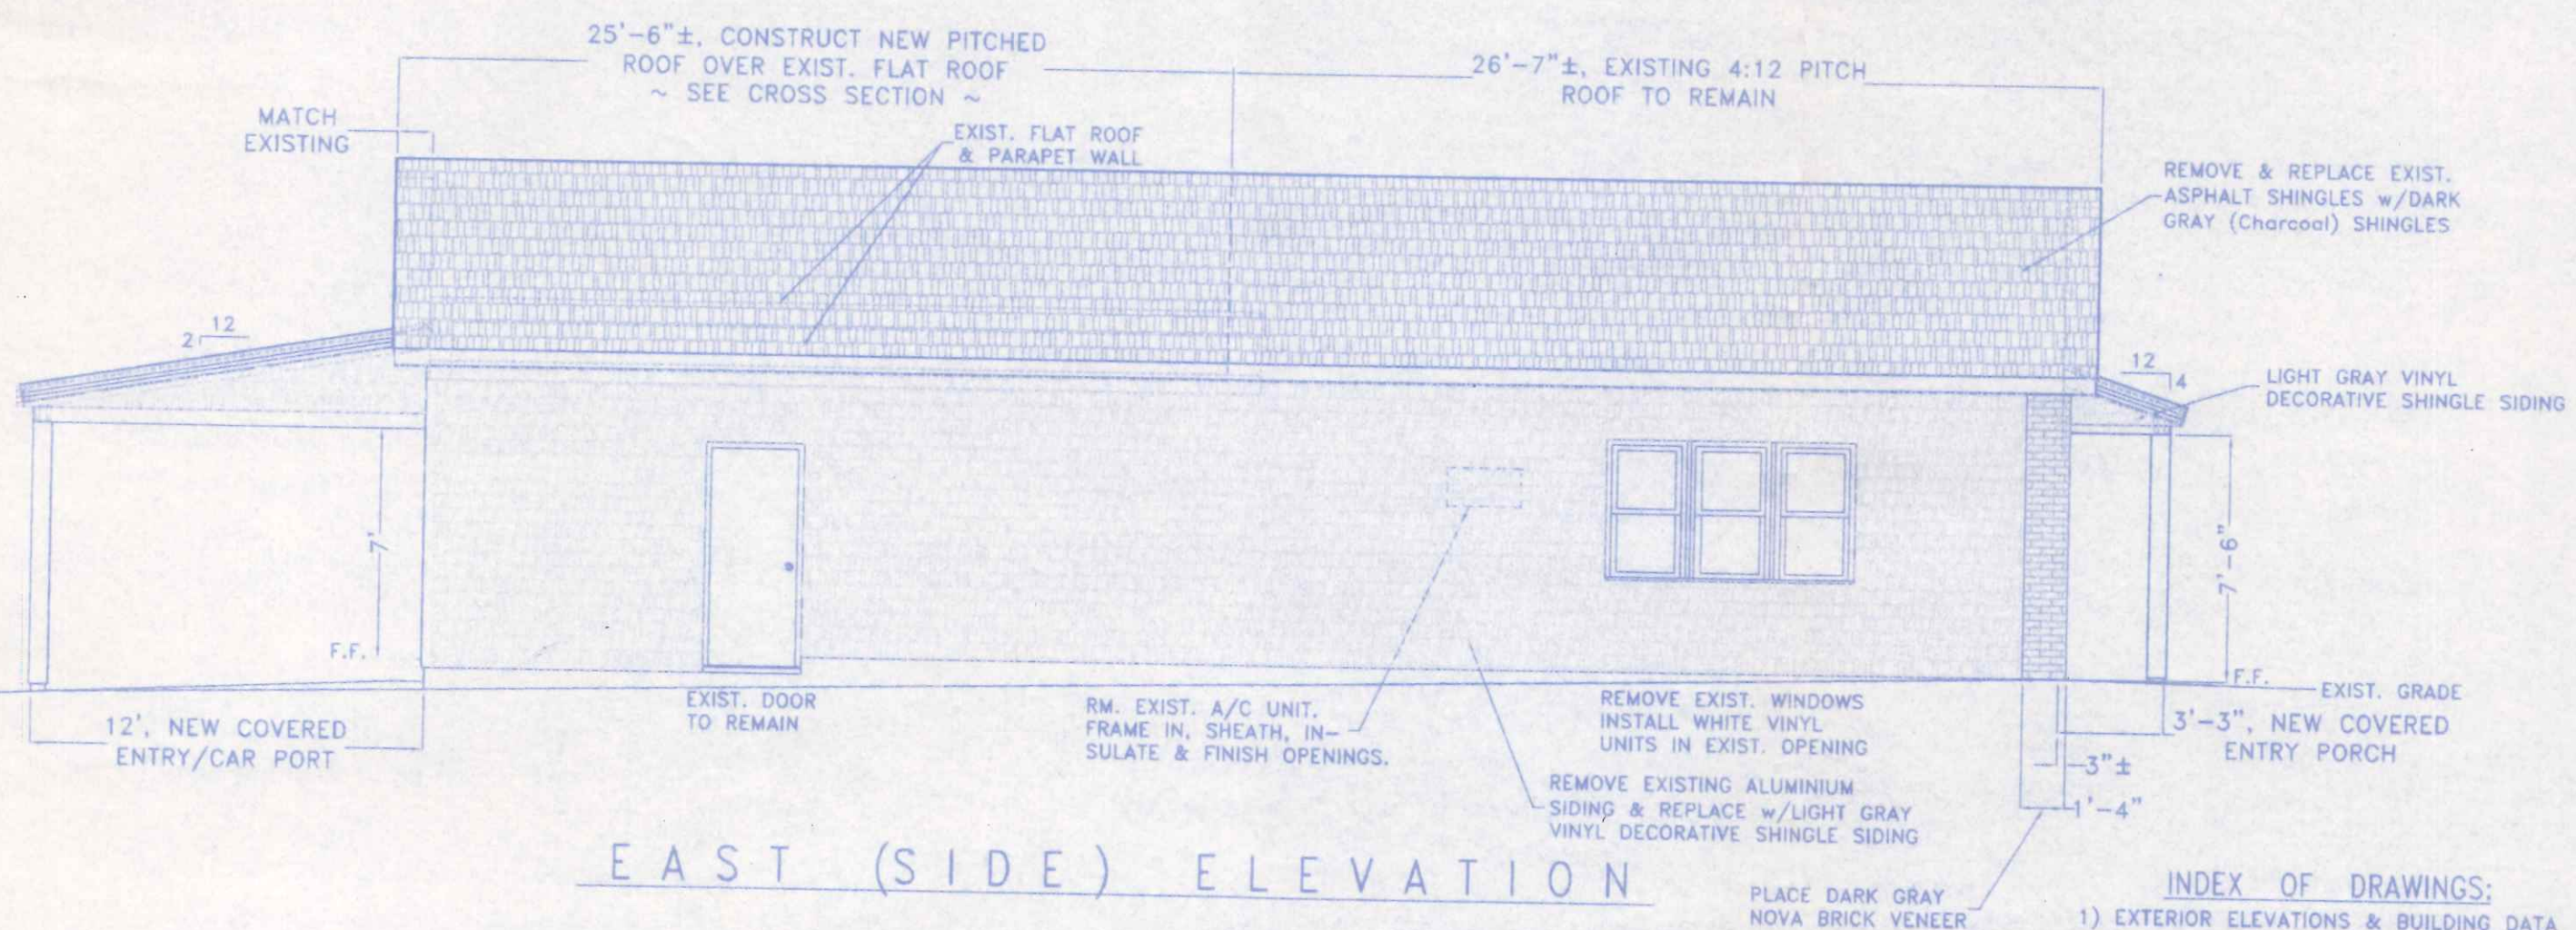 25'-6"±, CONSTRUCT NEW PITCHED
ROOF OVER EXIST. FLAT ROOF
~ SEE CROSS SECTION ~
26'-7"±, EXISTING 4:12 PITCH
ROOF TO REMAIN
MATCH
EXISTING
EXIST. FLAT ROOF
& PARAPET WALL
REMOVE & REPLACE EXIST.
ASPHALT SHINGLES w/DARK
GRAY (Charcoal) SHINGLES
12
2
12
4
LIGHT GRAY VINYL
DECORATIVE SHINGLE SIDING
7'
7'-6"
F.F.
F.F.
EXIST. GRADE
12', NEW COVERED
ENTRY/CAR PORT
EXIST. DOOR
TO REMAIN
RM. EXIST. A/C UNIT.
FRAME IN, SHEATH, IN-
SULATE & FINISH OPENINGS.
REMOVE EXIST. WINDOWS
INSTALL WHITE VINYL
UNITS IN EXIST. OPENING
3'-3", NEW COVERED
ENTRY PORCH
3"±
1'-4"
REMOVE EXISTING ALUMINIUM
SIDING & REPLACE w/LIGHT GRAY
VINYL DECORATIVE SHINGLE SIDING
EAST (SIDE) ELEVATION
PLACE DARK GRAY
NOVA BRICK VENEER
INDEX OF DRAWINGS:
1) EXTERIOR ELEVATIONS & BUILDING DATA